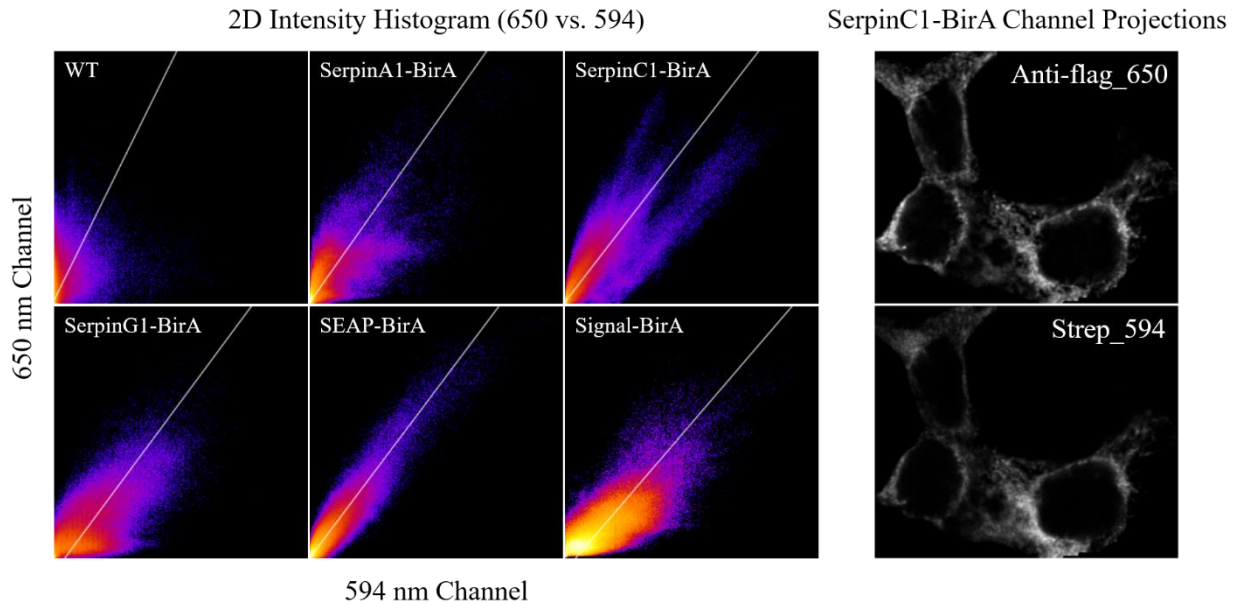 2D Intensity Histogram (650 vs. 594)
SerpinC1-BirA Channel Projections
WT
SerpinA1-BirA
SerpinC1-BirA
Anti-flag_650
650 nm Channel
SerpinG1-BirA
SEAP-BirA
Signal-BirA
Strep_594
594 nm Channel